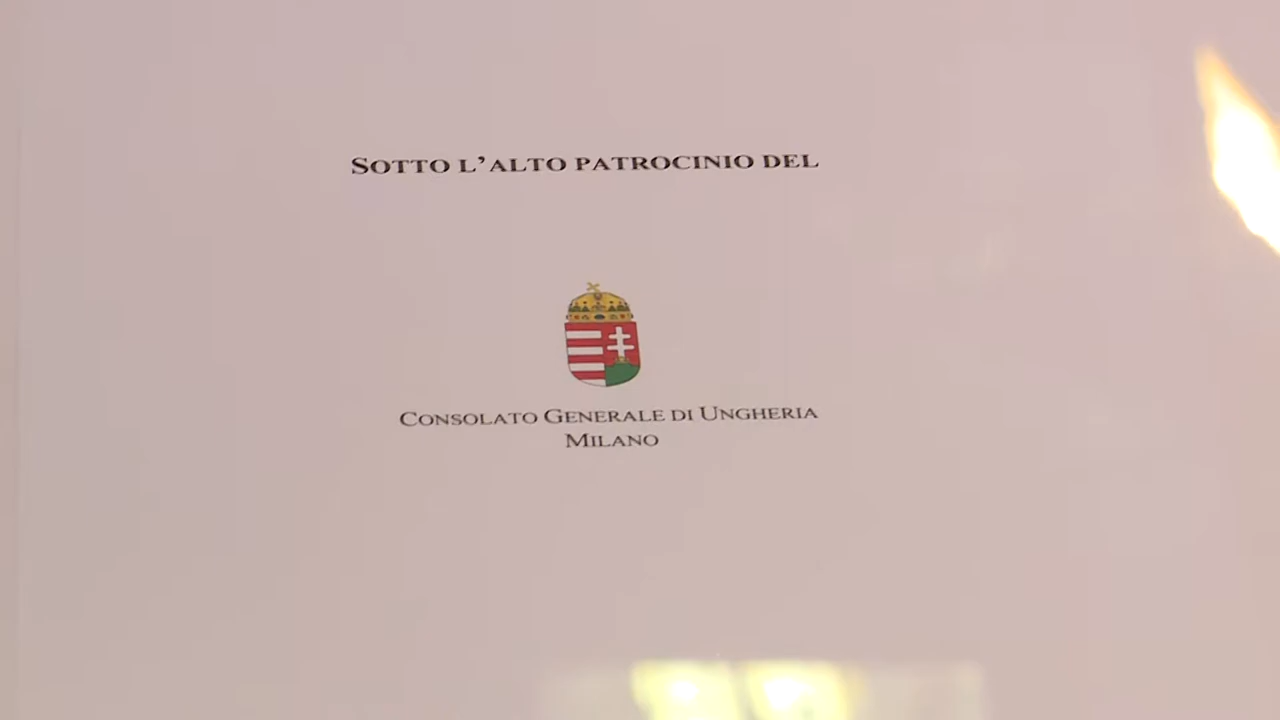 SOTTO L'ALTO PATROCINIO DEL
CONSOLATO GENERALE DI UNGHERIA
MILANO